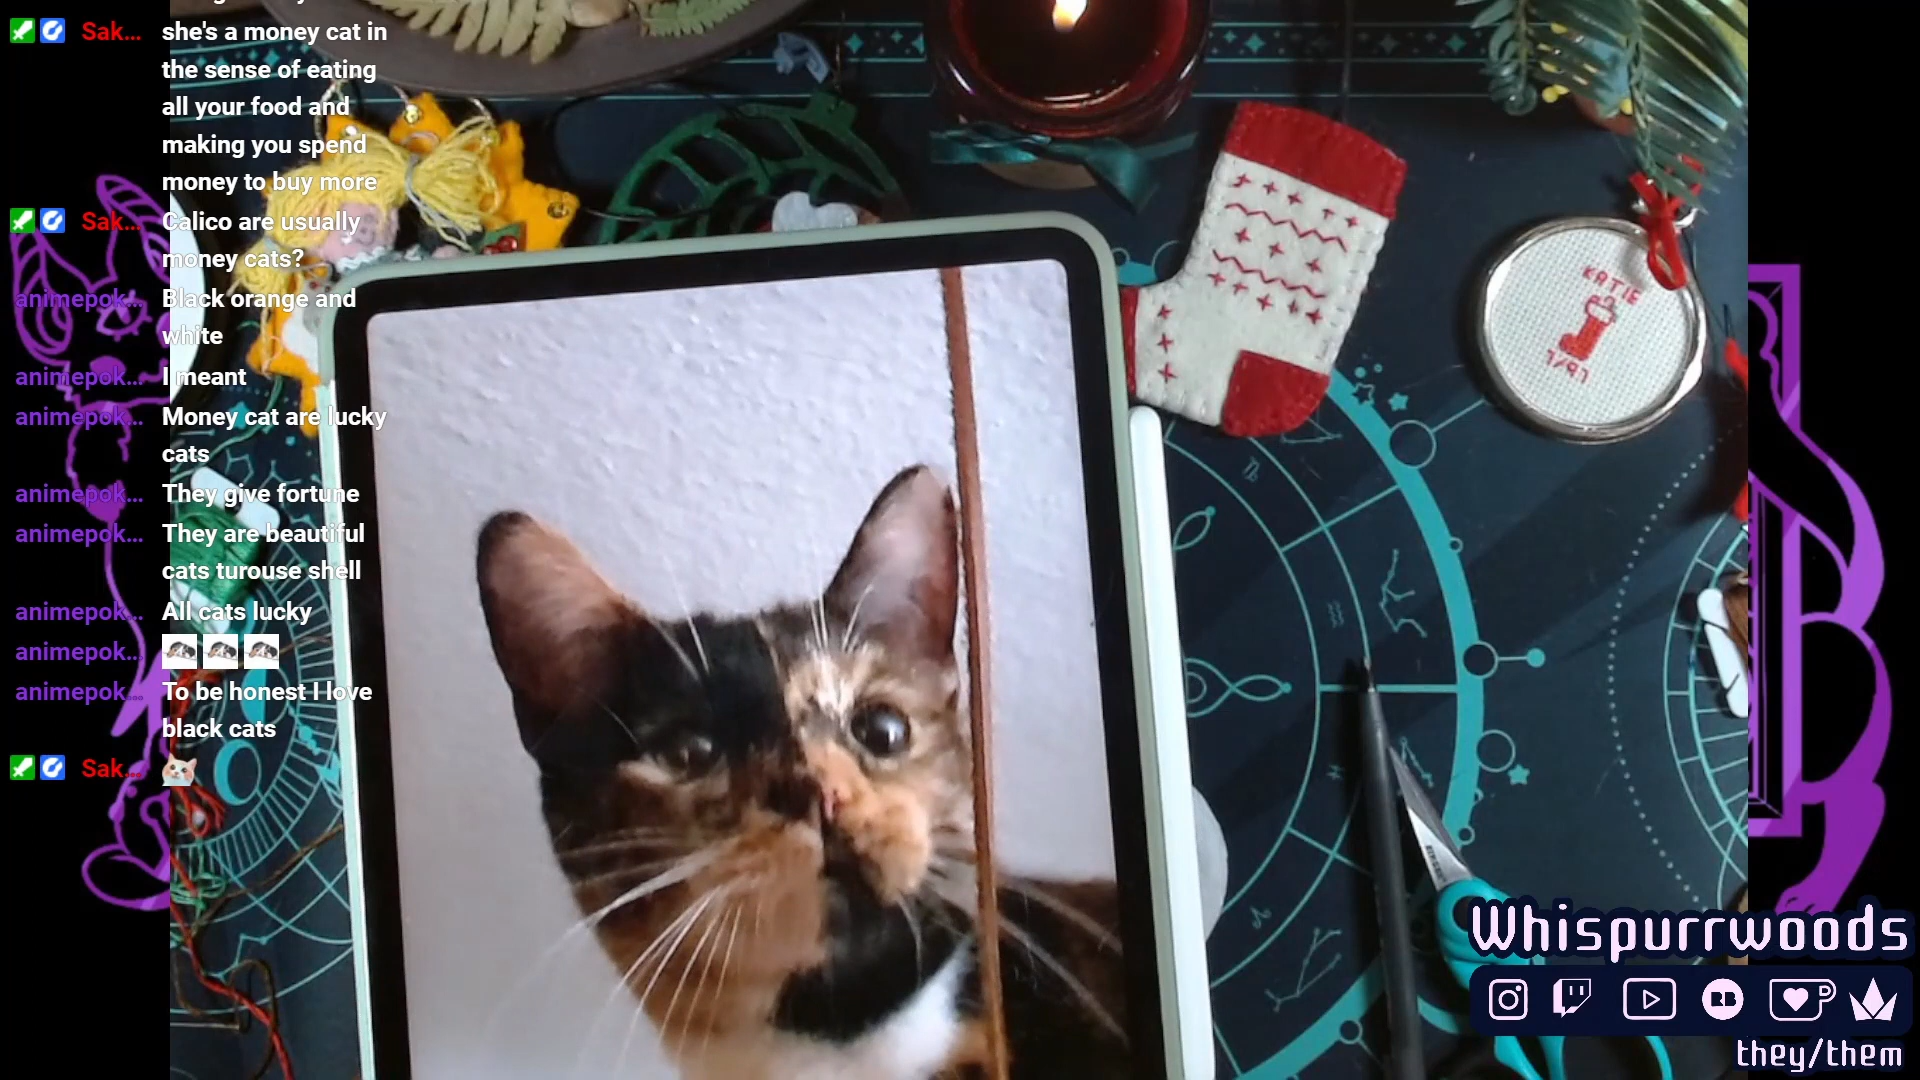 Sak... she's a money cat in
the sense of eating
all your food and
making you spend
money to buy more
Sak... Calico are usually
money cats?
animepok... Black orange and
white
animepok... I meant
animepok... Money cat are lucky
cats
animepok... They give fortune
animepok... They are beautiful
cats turouse shell
animepok... All cats lucky
animepok...
animepok... To be honest I love
black cats
Sak...
KATIE
1/97
Whispurrwoods
RB
they/them